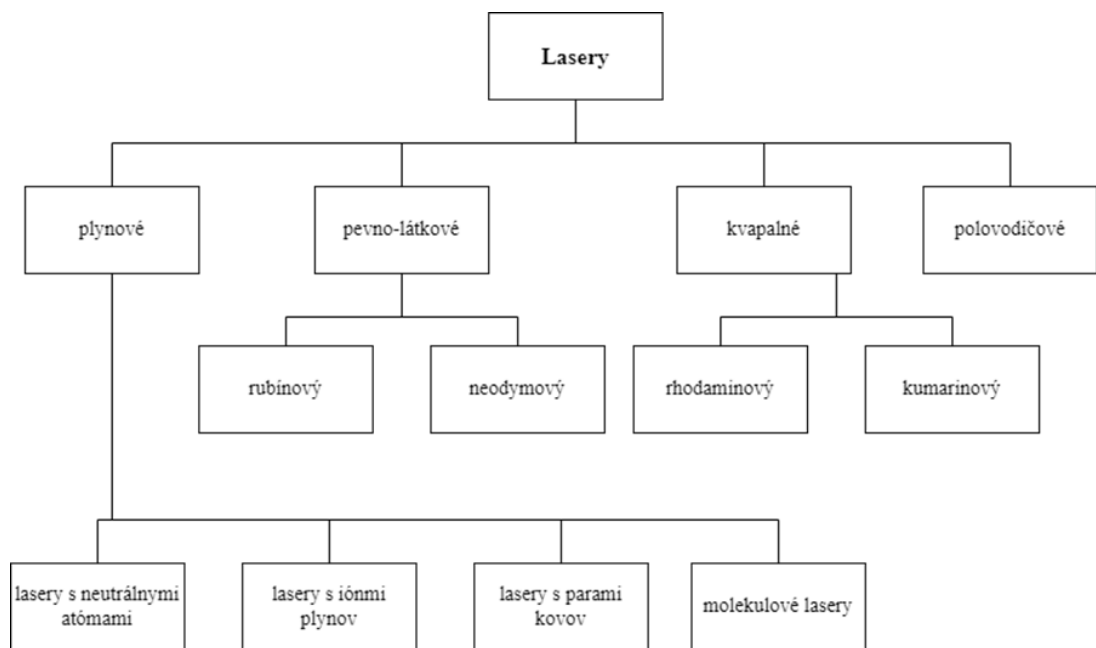 Lasery
plynové
pevno-látkové
kvapalné
polovodičové
rubínový
neodymový
rhodamínový
kumarinový
lasery s neutrálnymi
atómami
lasery s iónmi
plynov
lasery s parami
kovov
molekulové lasery